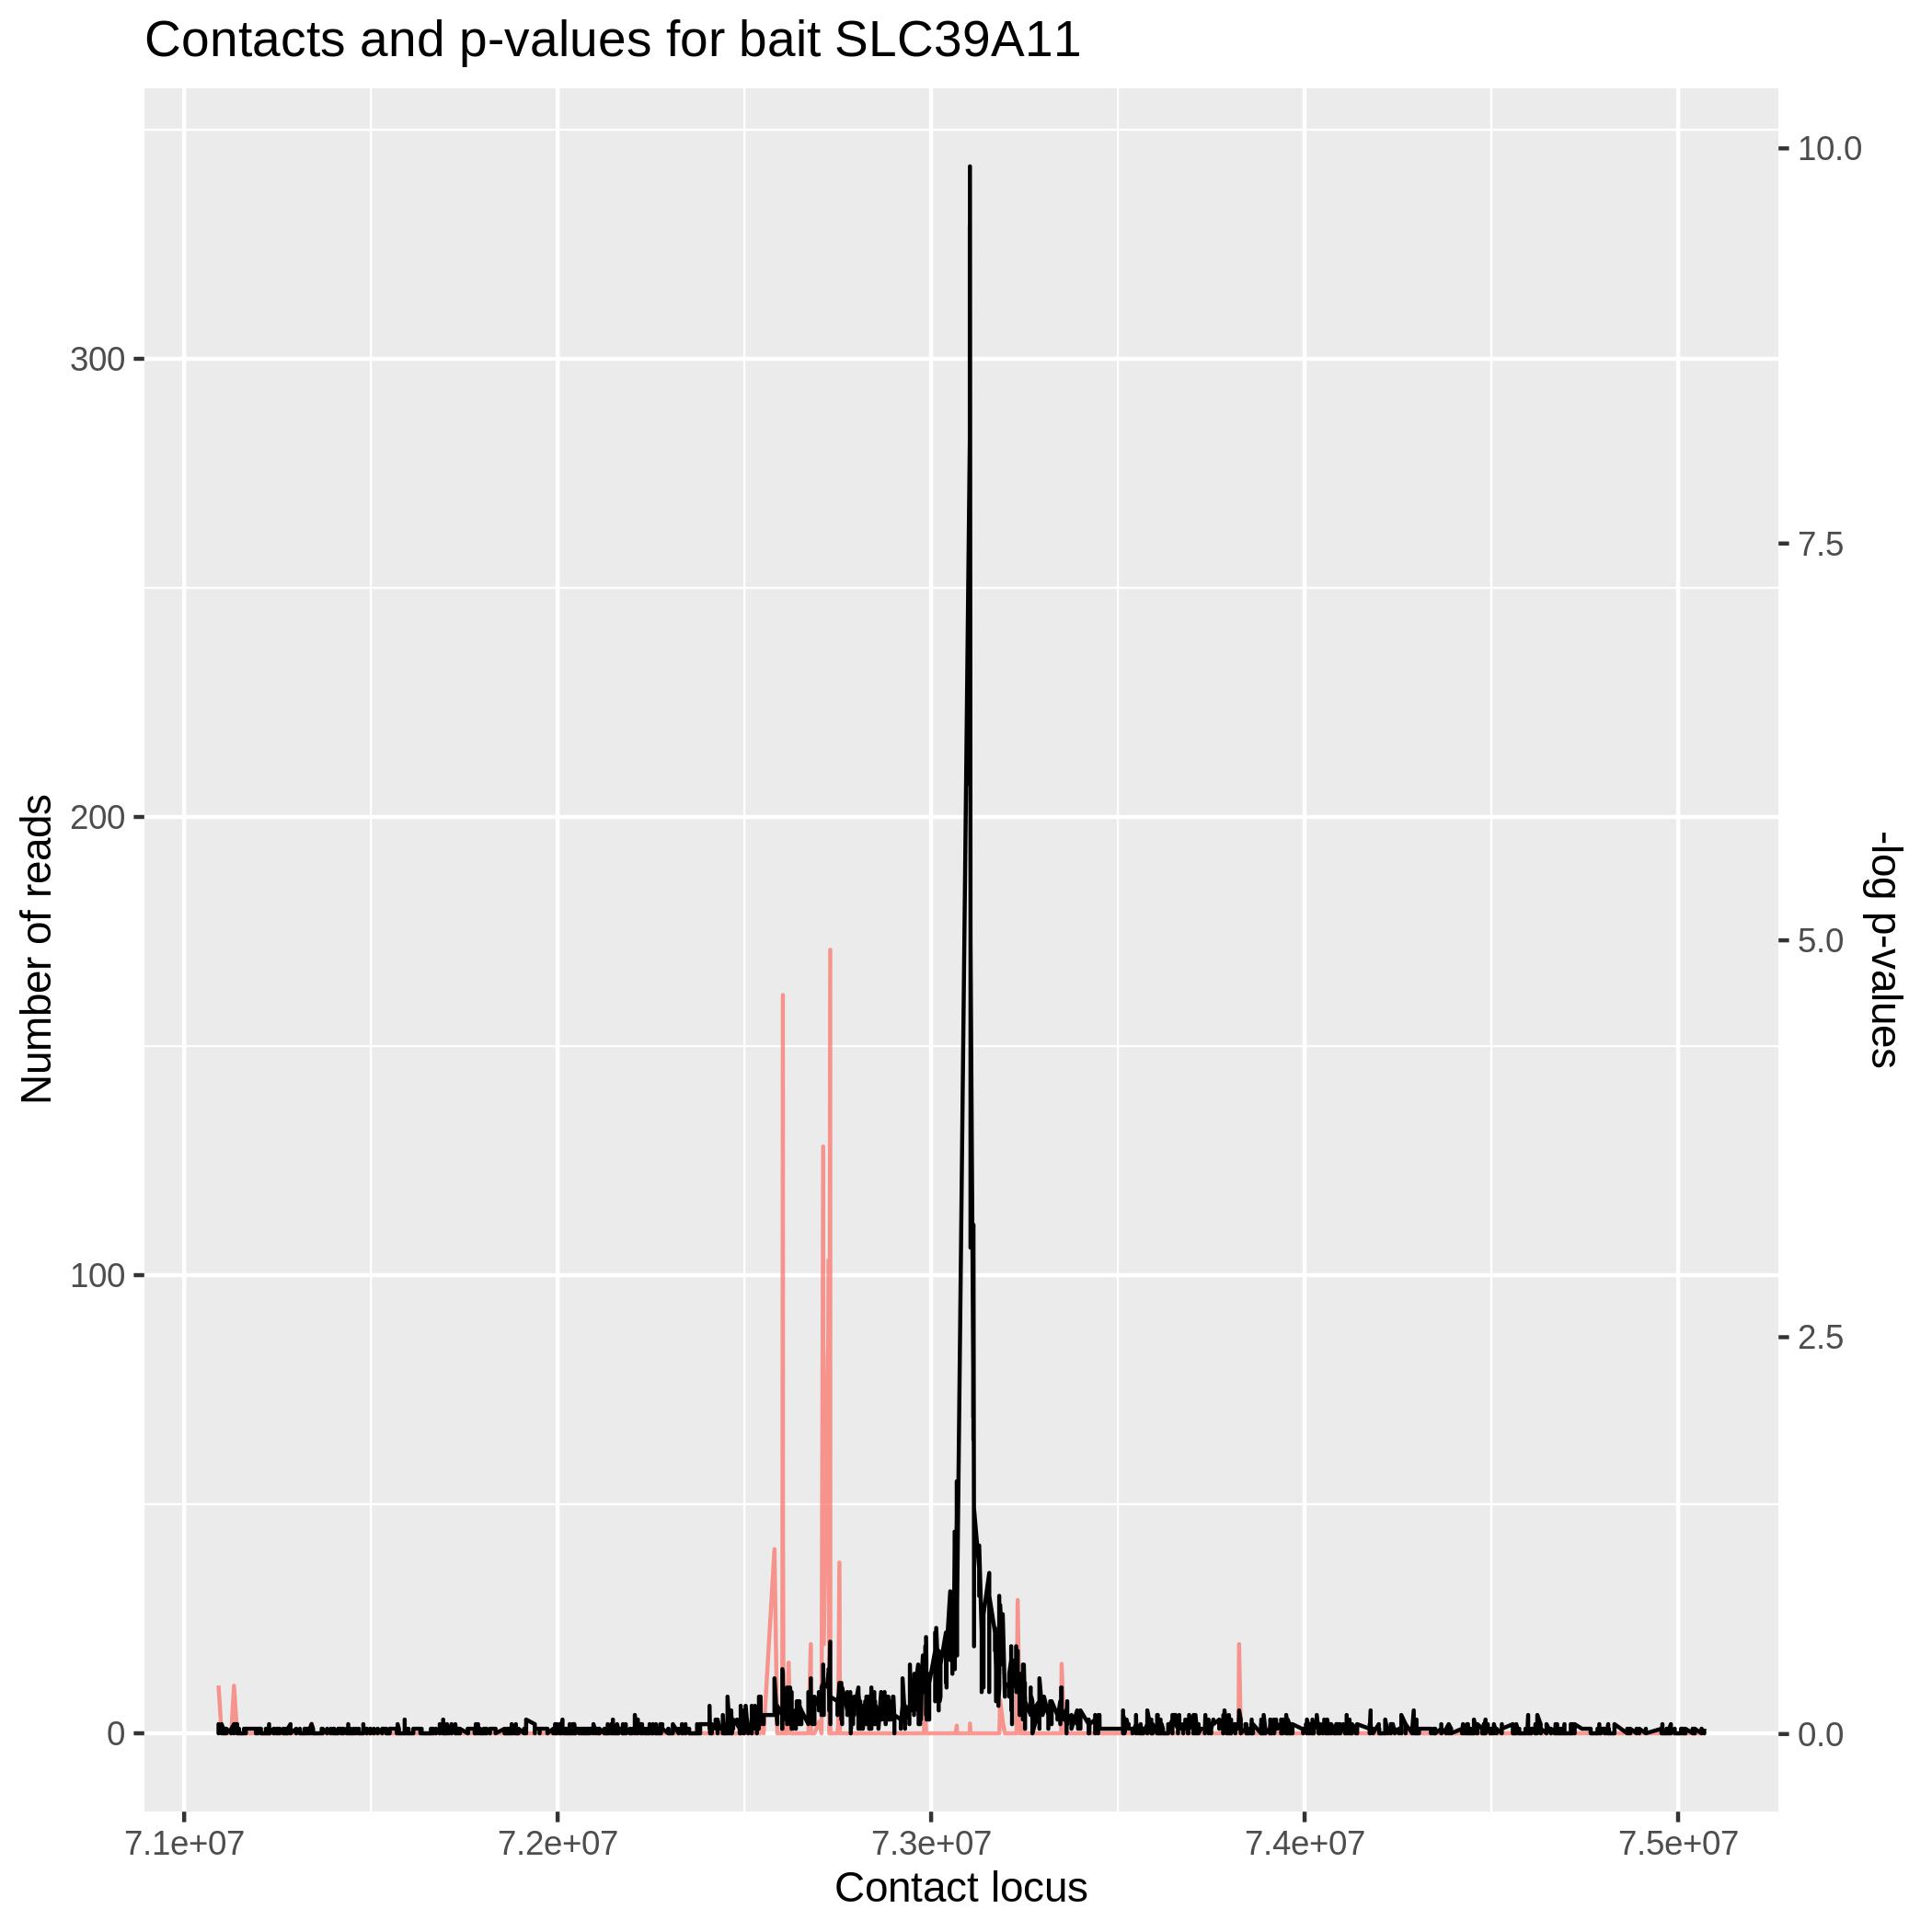 Contacts and p-values for bait SLC39A11
Number of reads
300
200
100
0
10.0
7.5
5.0
2.5
0.0
-log p-values
7.1e+07 7.2e+07 7.3e+07 7.4e+07 7.5e+07
Contact locus